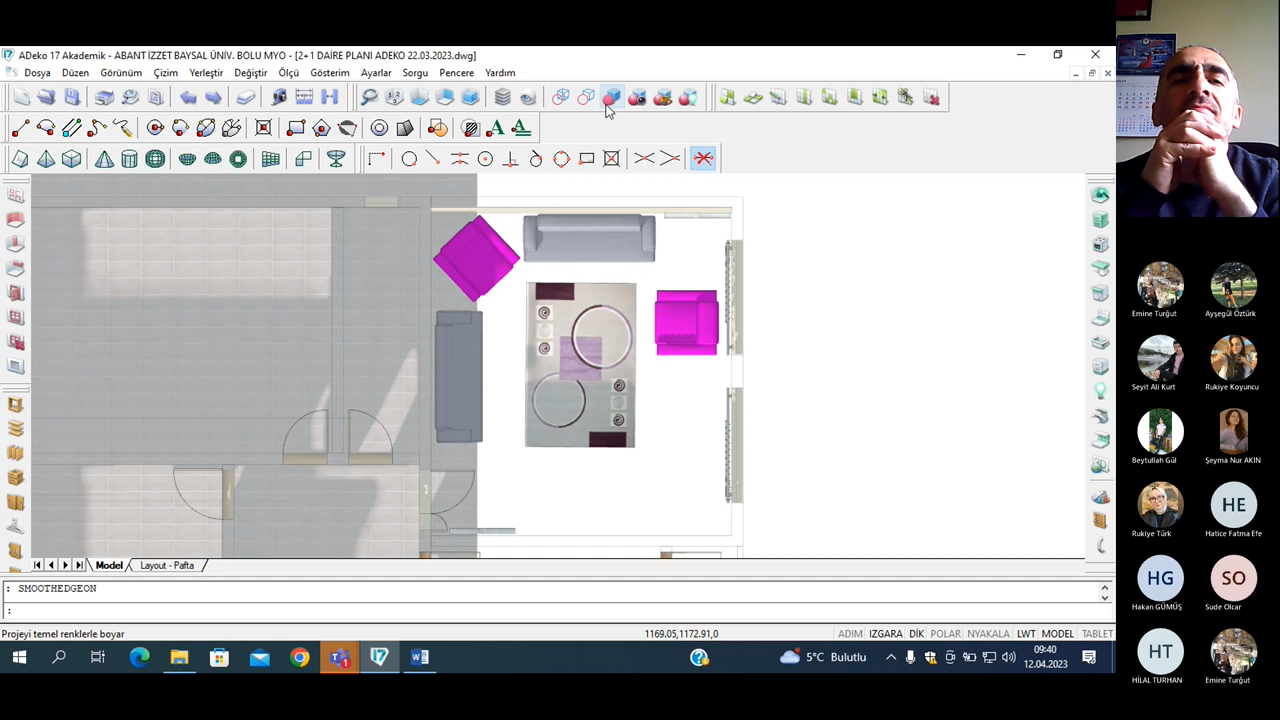 ADeko 17 Akademik - ABANT İZZET BAYSAL ÜNİV. BOLU MYO - [2+1 DAİRE PLANI ADEKO 22.03.2023.dwg]
Dosya Düzen Görünüm Çizim Yerleştir Değiştir Ölçü Gösterim Ayarlar Sorgu Pencere Yardım
Emine Turğut
Ayşegül Öztürk
Seyit Ali Kurt
Rukiye Koyuncu
Beytullah Gül
Şeyma Nur AKIN
HE
Rukiye Türk
Hatice Fatma Efe
Model
Layout - Pafta
HG
SO
: SMOOTHEDGEON
:
Hakan GÜMÜŞ
Sude Olcar
Projeyi temel renklerle boyar
1169.05,1172.91,0
ADIM IZGARA DİK POLAR NYAKALA LWT MODEL TABLET
HT
5°C Bulutlu
09:40
12.04.2023
HİLAL TURHAN
Emine Turğut